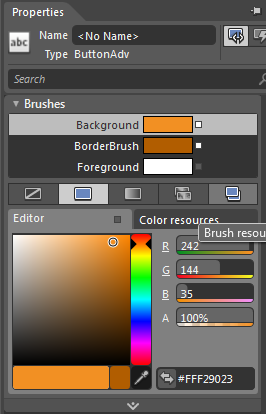 Properties
abc
Name <No Name>
Type ButtonAdv
Search
Brushes
Background
BorderBrush
Foreground
Editor
Color resources
Brush resou
R 242
G 144
B 35
A 100%
#FFF29023